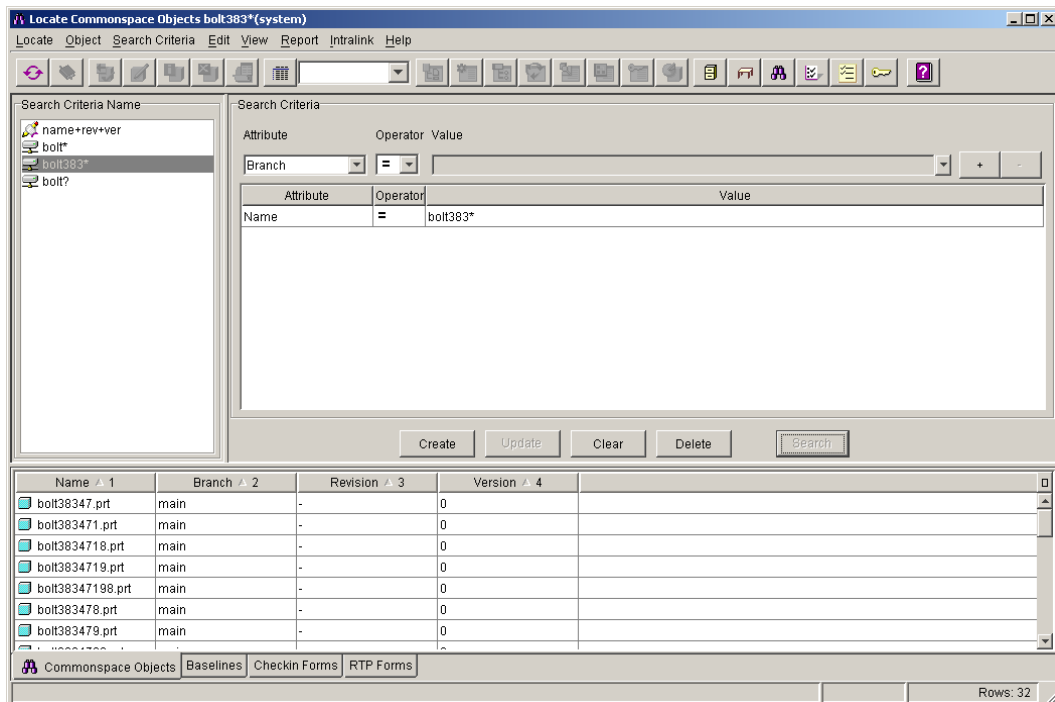 Locate Commonspace Objects bolt383*(system)
Locate Object Search Criteria Edit View Report Intralink Help
Search Criteria Name
name+rev+ver
bolt*
bolt383*
bolt?
Search Criteria
Attribute Operator Value
Branch = + -
Attribute Operator Value
Name = bolt383*
Create Update Clear Delete Search
Name 1 Branch 2 Revision 3 Version 4
bolt38347.prt main - 0
bolt383471.prt main - 0
bolt3834718.prt main - 0
bolt3834719.prt main - 0
bolt38347198.prt main - 0
bolt383478.prt main - 0
bolt383479.prt main - 0
Commonspace Objects Baselines Checkin Forms RTP Forms
Rows: 32